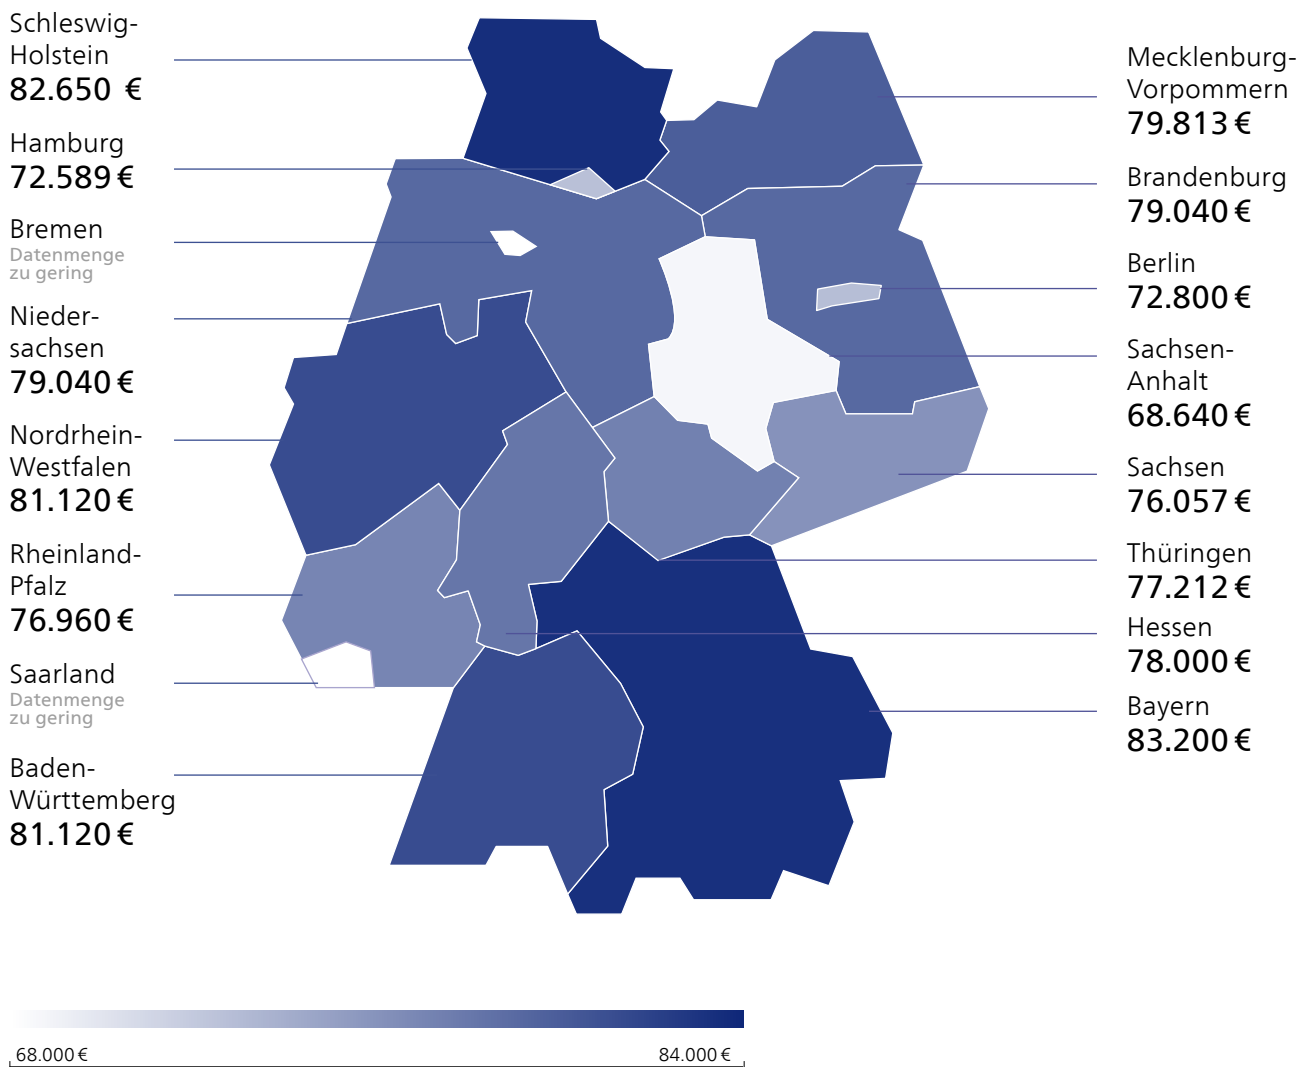 Schleswig-
Holstein
82.650 €
Hamburg
72.589 €
Bremen
Datenmenge
zu gering
Nieder-
sachsen
79.040 €
Nordrhein-
Westfalen
81.120 €
Rheinland-
Pfalz
76.960 €
Saarland
Datenmenge
zu gering
Baden-
Württemberg
81.120 €
Mecklenburg-
Vorpommern
79.813 €
Brandenburg
79.040 €
Berlin
72.800 €
Sachsen-
Anhalt
68.640 €
Sachsen
76.057 €
Thüringen
77.212 €
Hessen
78.000 €
Bayern
83.200 €
68.000 €
84.000 €